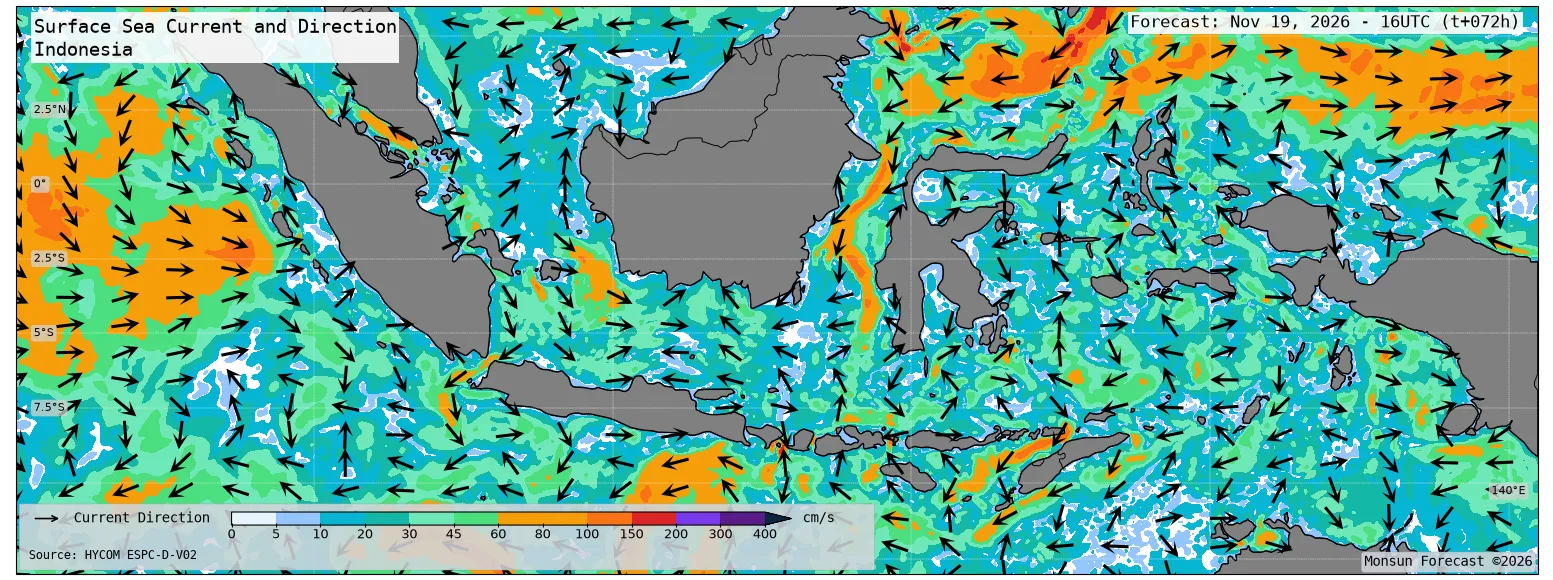 Surface Sea Current and Direction
Indonesia
Forecast: Nov 19, 2026 - 16UTC (t+072h)
2.5°N
0°
2.5°S
5°S
7.5°S
140°E
Current Direction
0 5 10 20 30 45 60 80 100 150 200 300 400 cm/s
Source: HYCOM ESPC-D-V02
Monsun Forecast ©2026